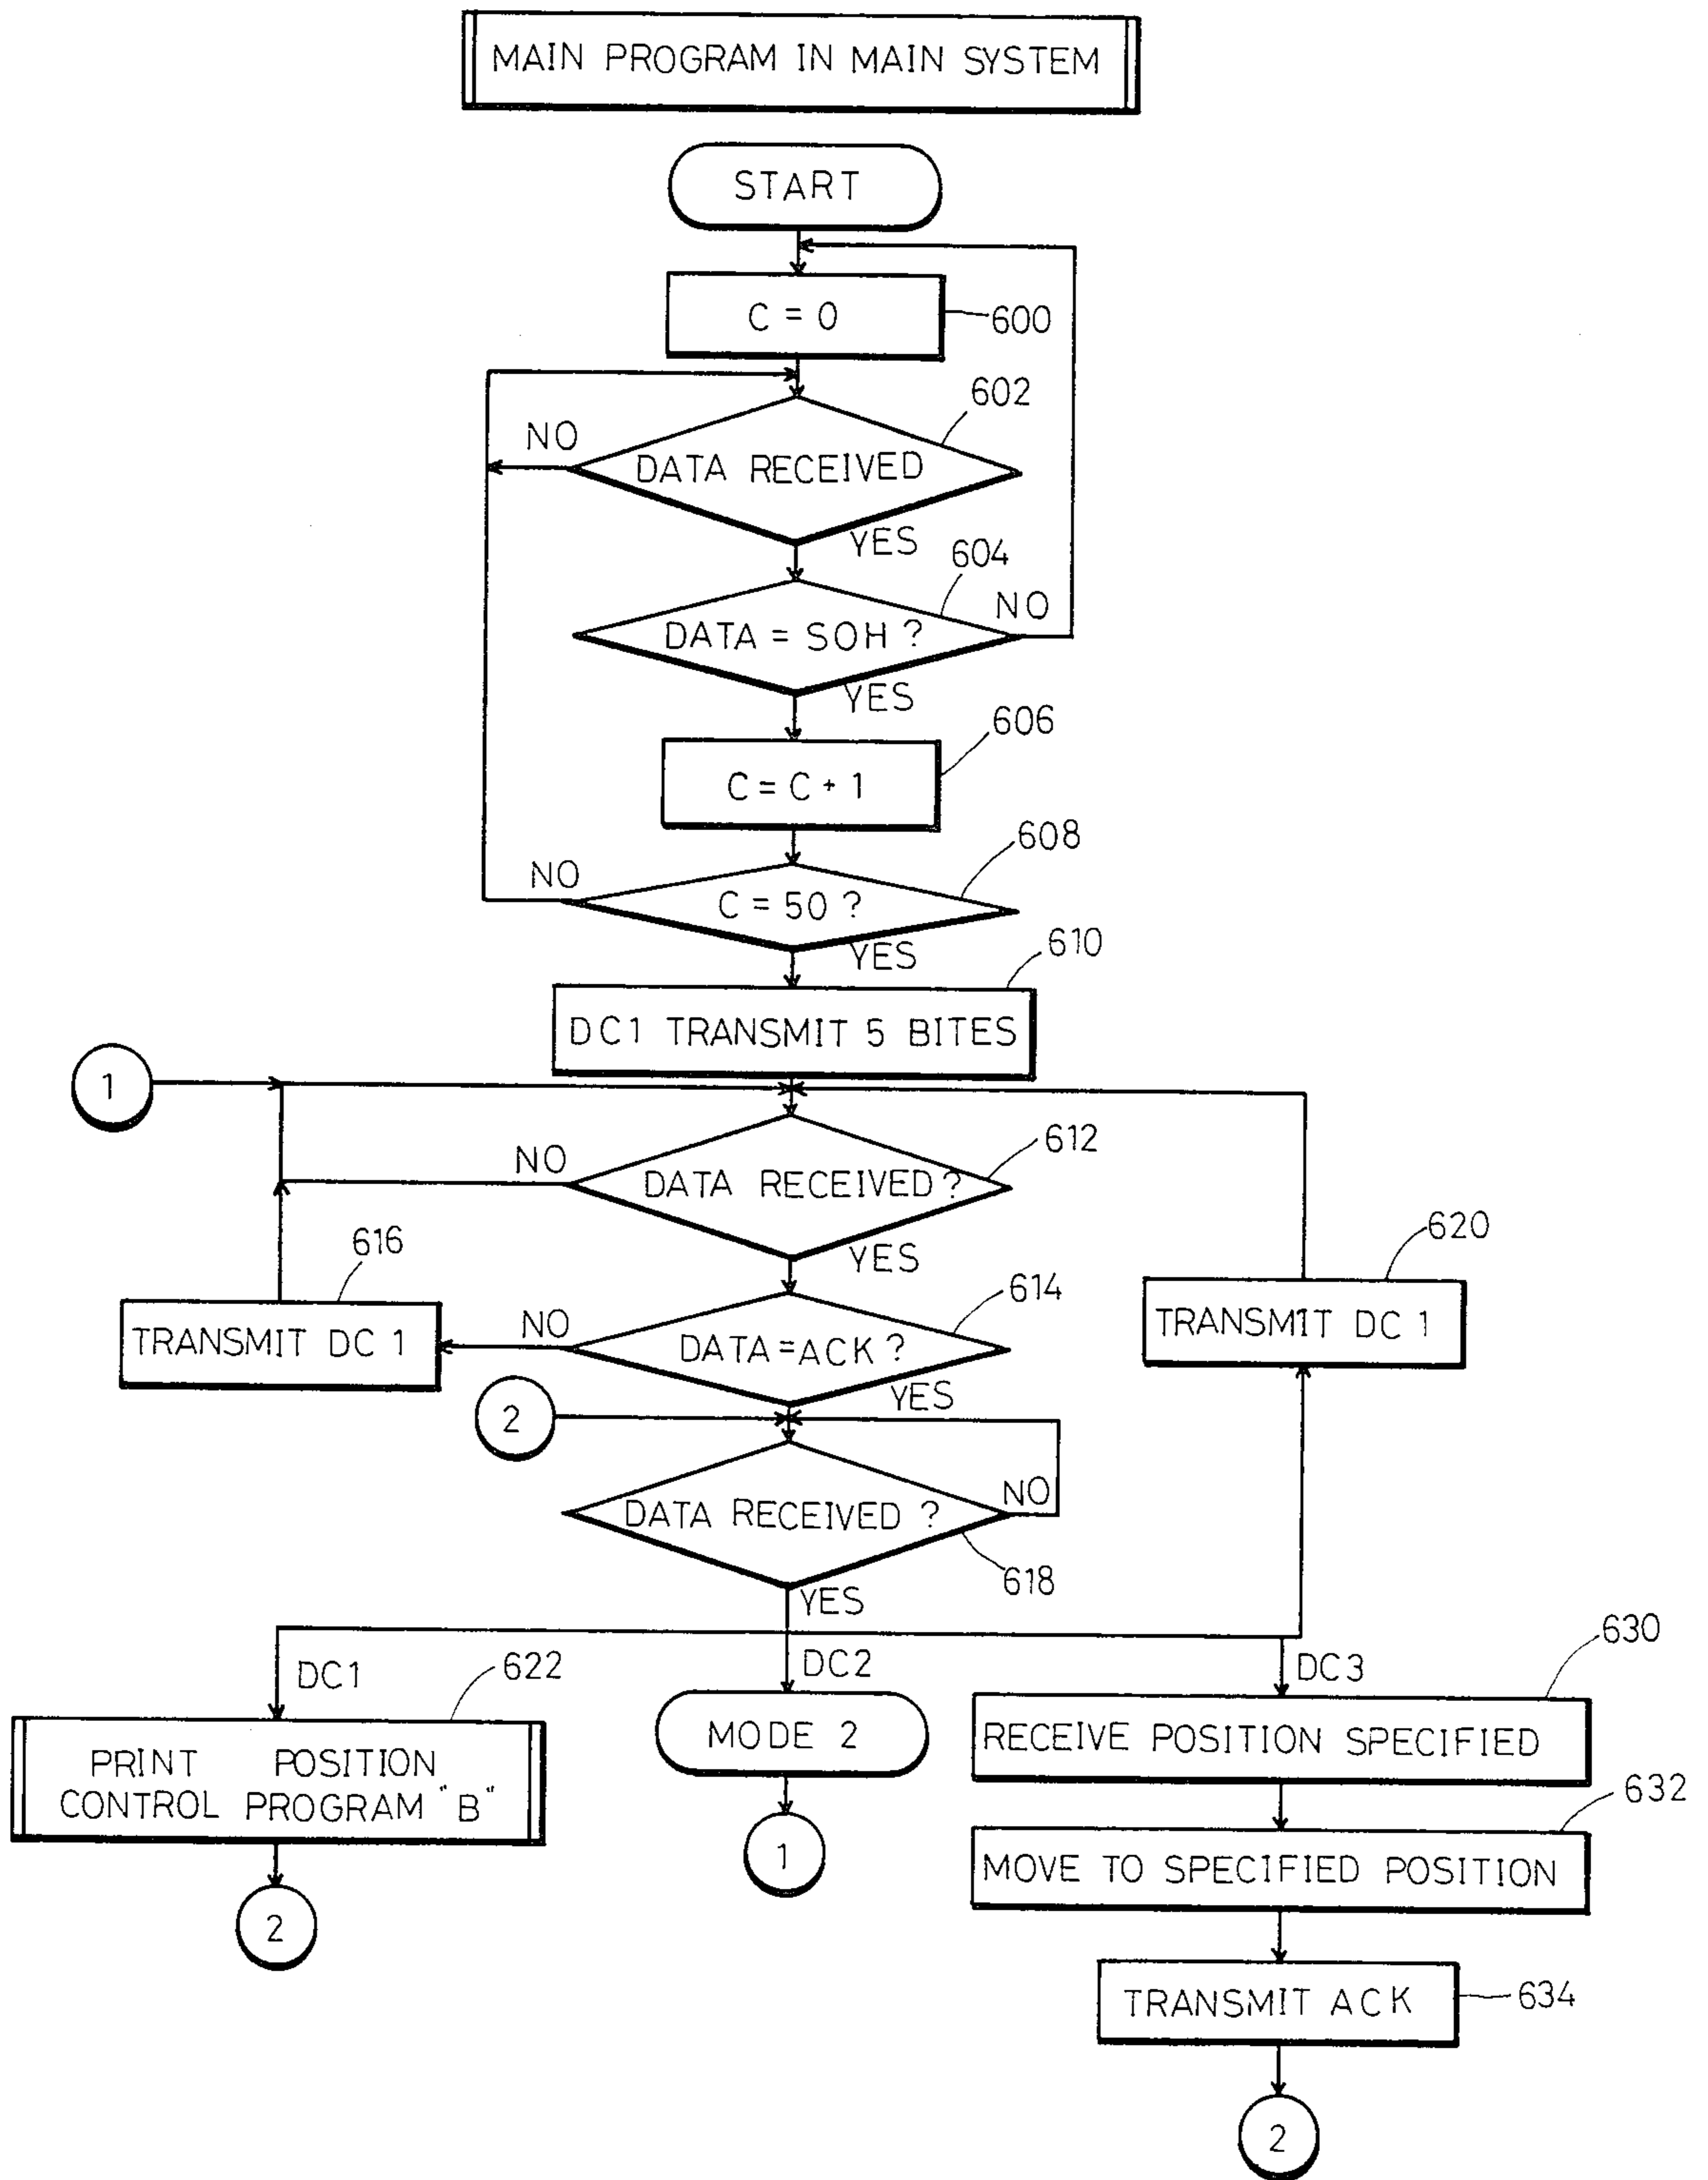 MAIN PROGRAM IN MAIN SYSTEM
START
C = 0
600
602
NO
DATA RECEIVED
YES
604
NO
DATA = SOH ?
YES
606
C = C + 1
608
NO
C = 50 ?
YES
610
DC1 TRANSMIT 5 BITES
1
612
NO
DATA RECEIVED ?
YES
616
620
614
TRANSMIT DC 1
NO
DATA = ACK ?
TRANSMIT DC 1
YES
2
NO
DATA RECEIVED ?
618
YES
630
DC1
622
DC2
DC3
PRINT POSITION
CONTROL PROGRAM "B"
MODE 2
RECEIVE POSITION SPECIFIED
632
MOVE TO SPECIFIED POSITION
1
2
TRANSMIT ACK
634
2